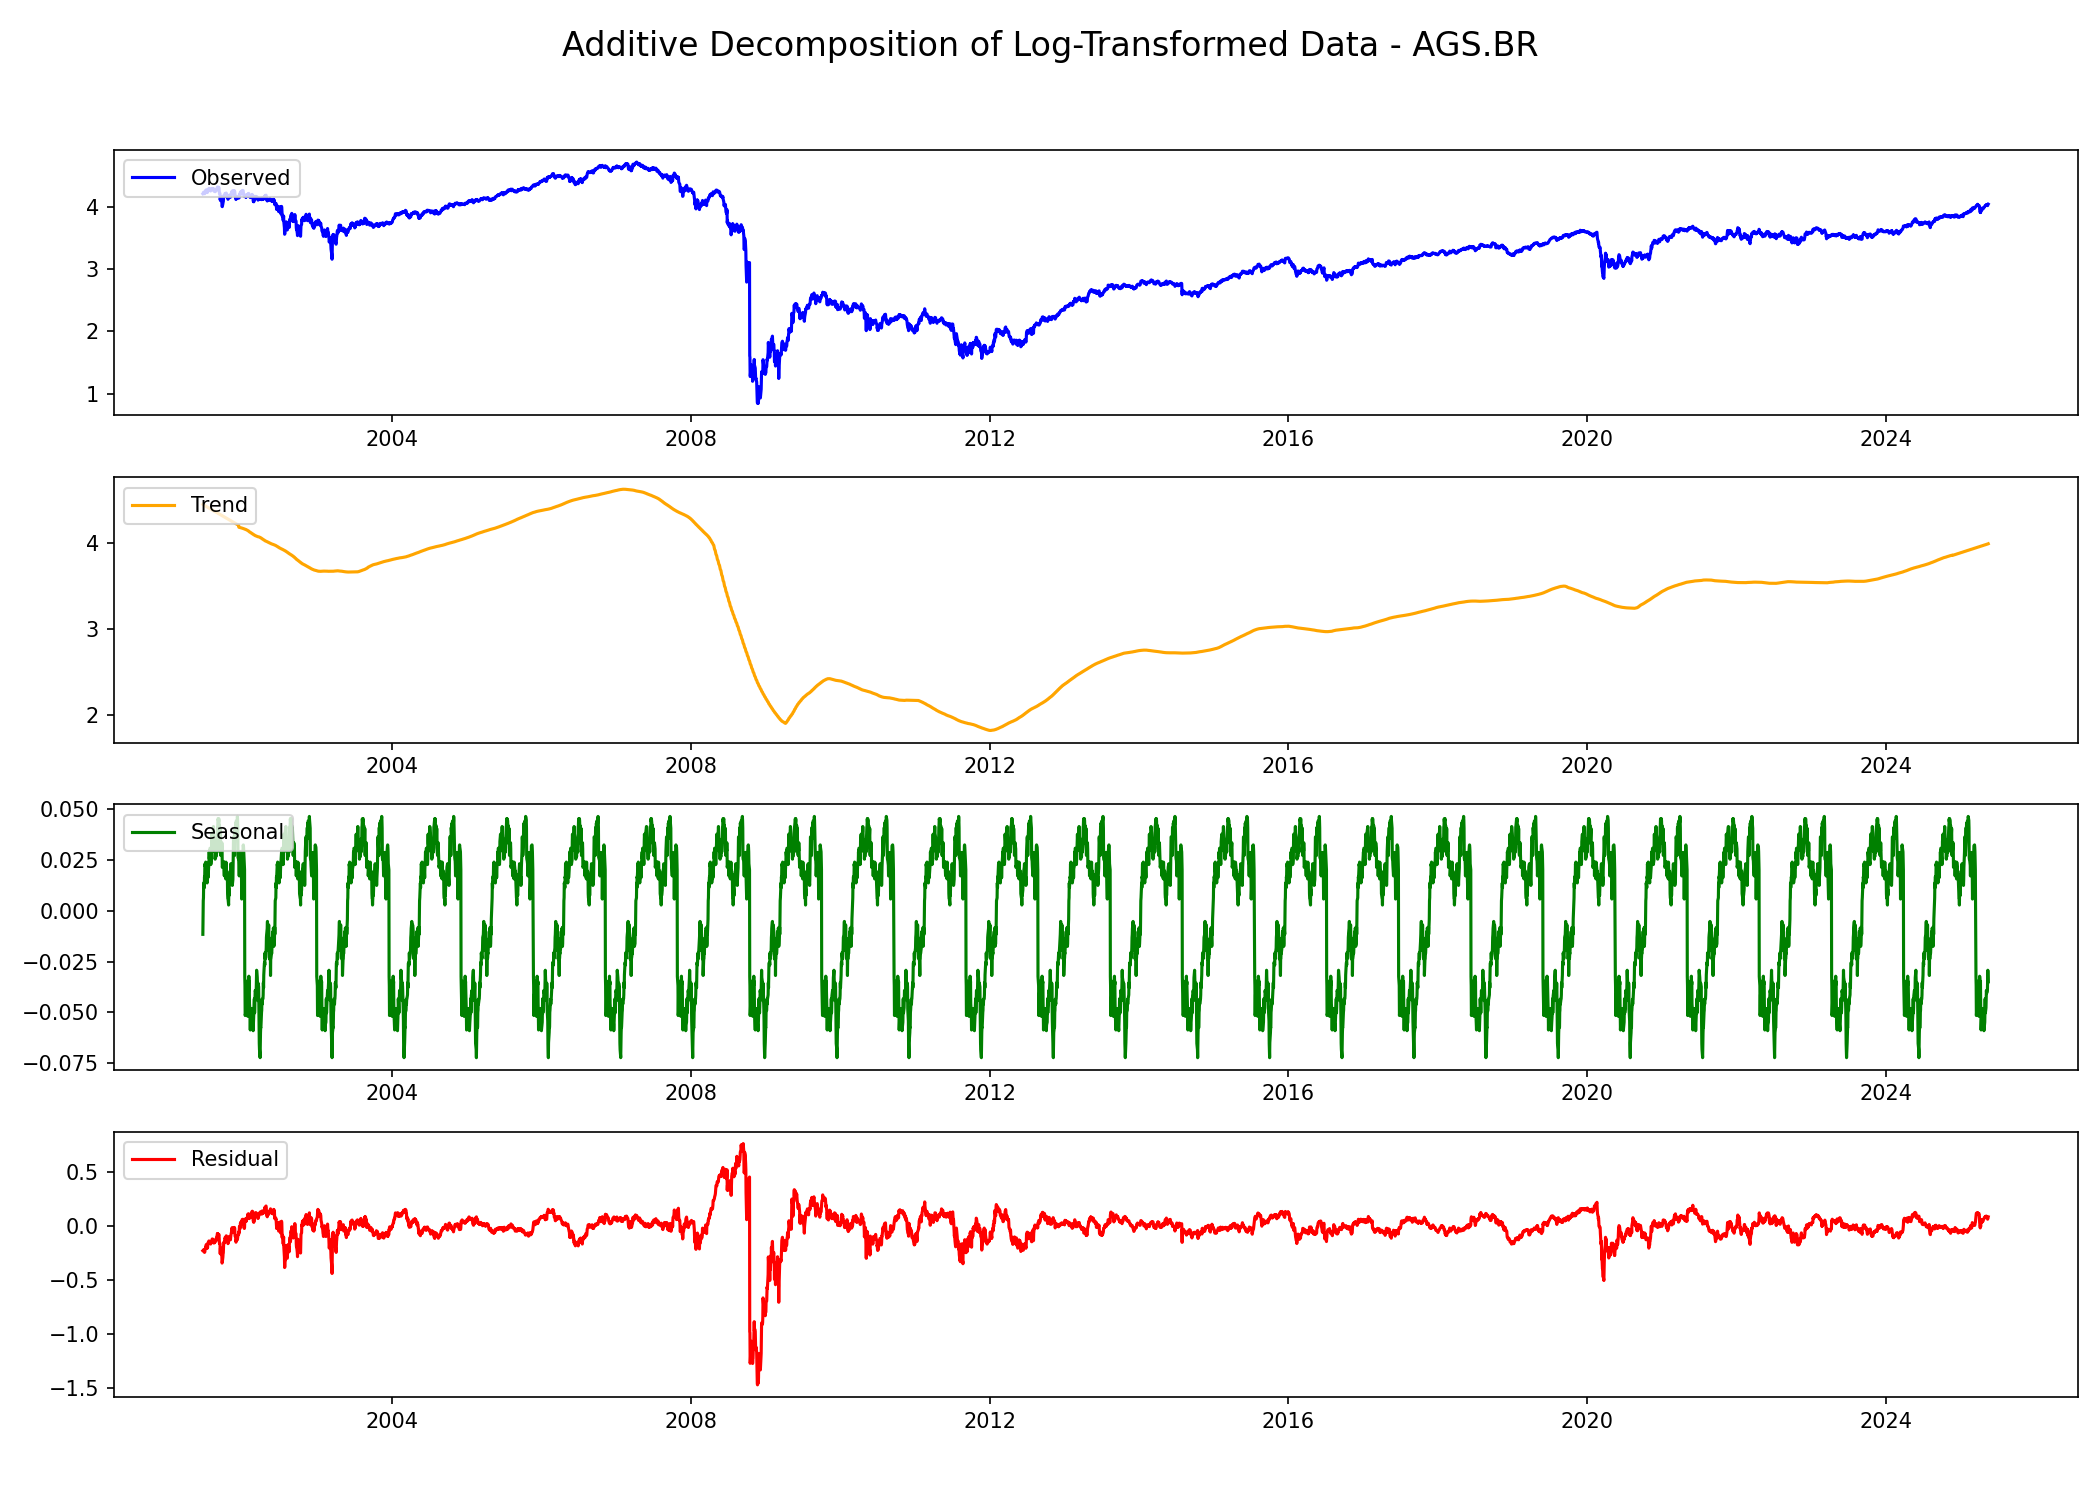 Additive Decomposition of Log-Transformed Data - AGS.BR
Observed
4
3
2
1
2004 2008 2012 2016 2020 2024
Trend
4
3
2
2004 2008 2012 2016 2020 2024
Seasonal
0.050
0.025
0.000
−0.025
−0.050
−0.075
2004 2008 2012 2016 2020 2024
Residual
0.5
0.0
−0.5
−1.0
−1.5
2004 2008 2012 2016 2020 2024